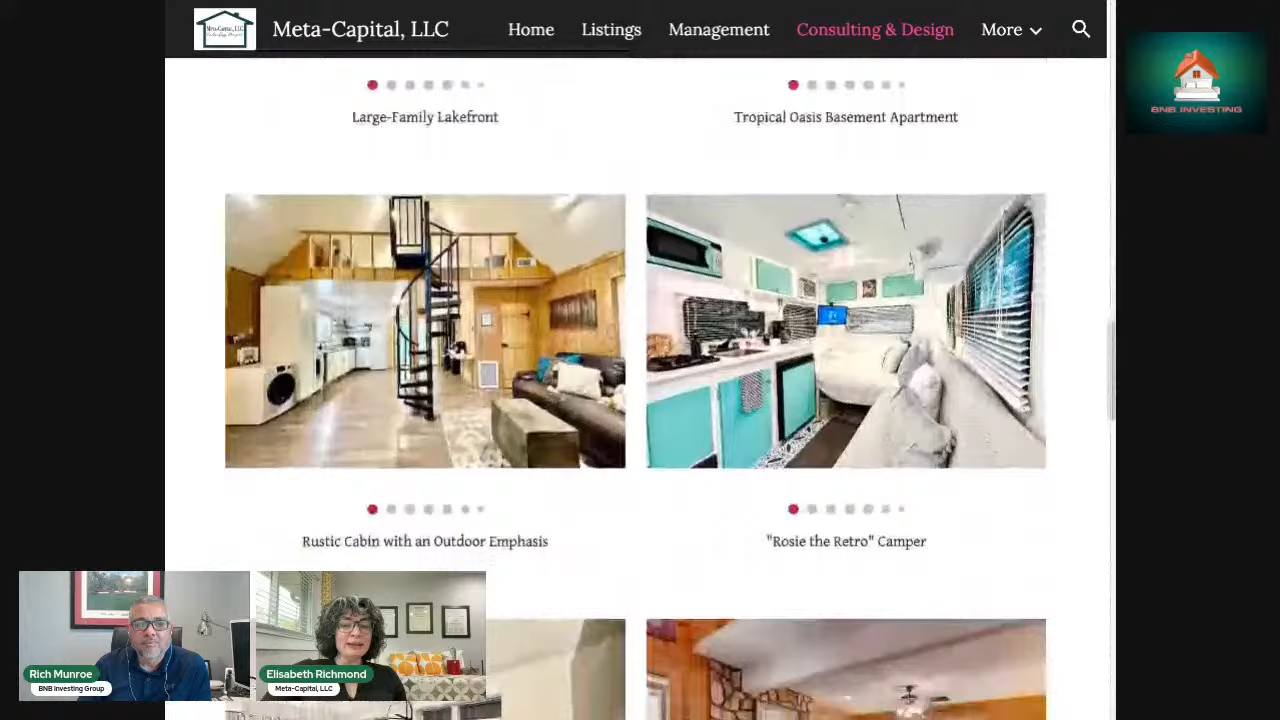 Meta-Capital, LLC
Home
Listings
Management
Consulting & Design
More
BNB INVESTING
Large-Family Lakefront
Tropical Oasis Basement Apartment
Rustic Cabin with an Outdoor Emphasis
"Rosie the Retro" Camper
Rich Munroe
BNB Investing Group
Elisabeth Richmond
Meta-Capital, LLC